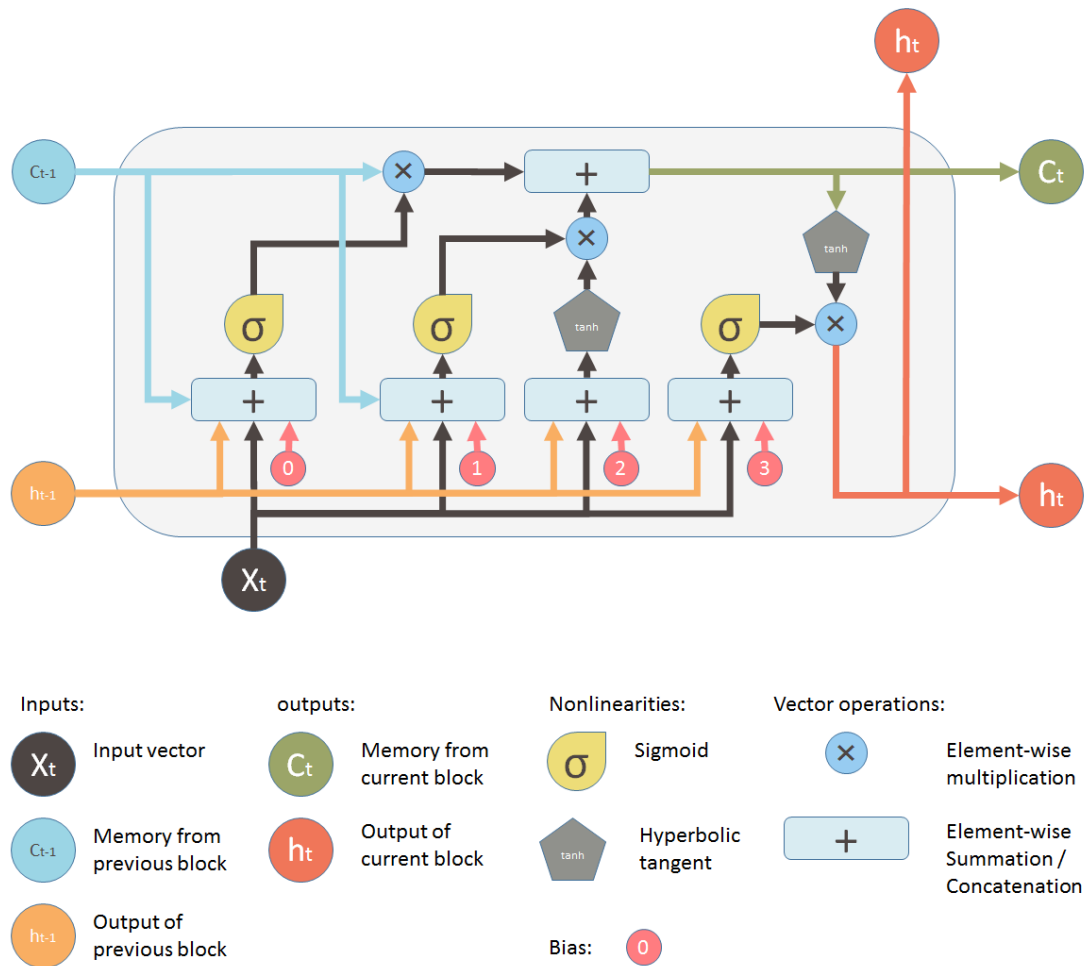 ht
Ct-1
×
+
Ct
×
tanh
σ
σ
tanh
σ
×
+
+
+
+
0
1
2
3
ht-1
ht
Xt
Inputs:
outputs:
Nonlinearities:
Vector operations:
Xt
Input vector
Ct
Memory from
current block
σ
Sigmoid
×
Element-wise
multiplication
Ct-1
Memory from
previous block
ht
Output of
current block
tanh
Hyperbolic
tangent
+
Element-wise
Summation /
Concatenation
ht-1
Output of
previous block
Bias:
0